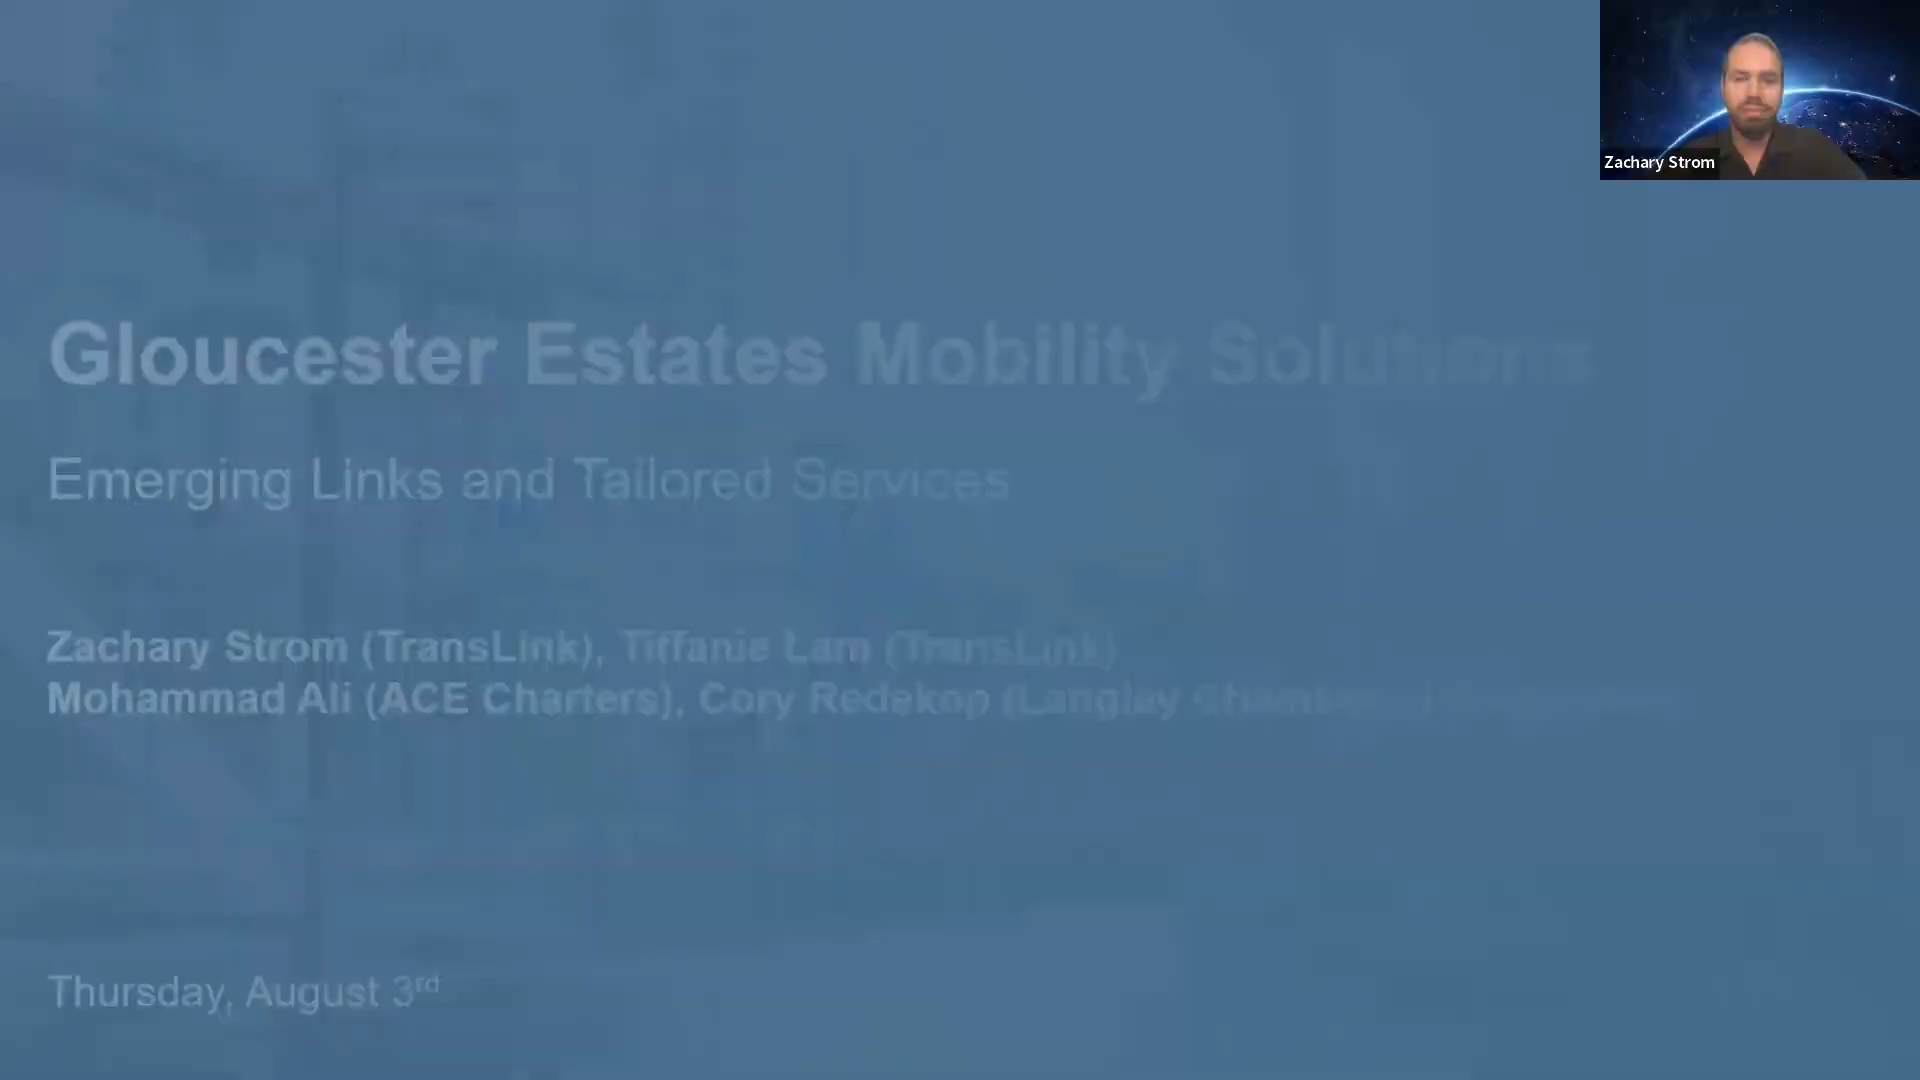 Zachary Strom
Gloucester Estates Mobility Solutions
Emerging Links and Tailored Services
Zachary Strom (TransLink), Tiffanie Lam (TransLink)
Mohammad Ali (ACE Charters), Cory Redekop (Langley Chamber
Thursday, August 3rd